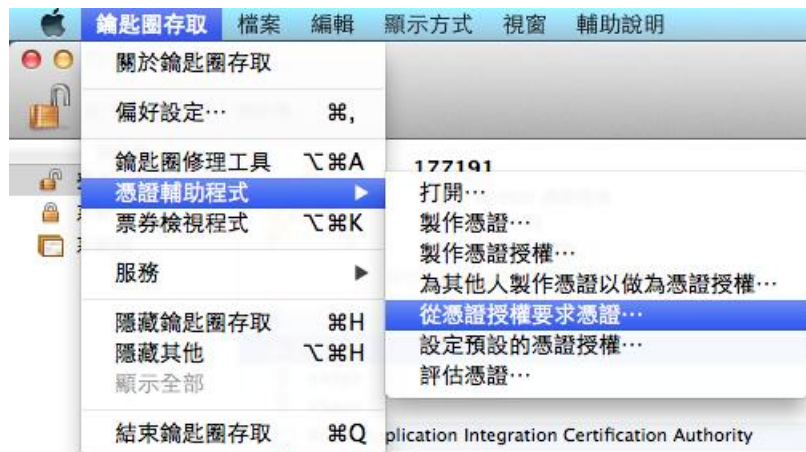 鑰匙圈存取 檔案 編輯 顯示方式 視窗 輔助說明
關於鑰匙圈存取
偏好設定… ⌘,
鑰匙圈修理工具 ⌥⌘A
憑證輔助程式 ▶
票券檢視程式 ⌥⌘K
服務 ▶
隱藏鑰匙圈存取 ⌘H
隱藏其他 ⌥⌘H
顯示全部
結束鑰匙圈存取 ⌘Q
177191
打開…
製作憑證…
製作憑證授權…
為其他人製作憑證以做為憑證授權…
從憑證授權要求憑證…
設定預設的憑證授權…
評估憑證…
plication Integration Certification Authority